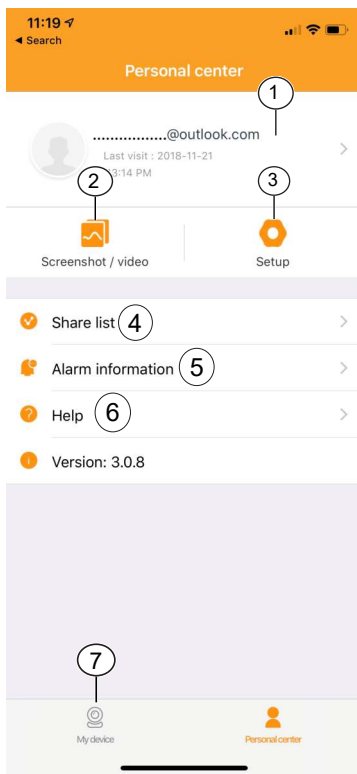 11:19
◄ Search
Personal center
1
.................@outlook.com
Last visit : 2018-11-21
3:14 PM
2
3
Screenshot / video
Setup
Share list 4
Alarm information 5
Help 6
Version: 3.0.8
7
My device
Personal center